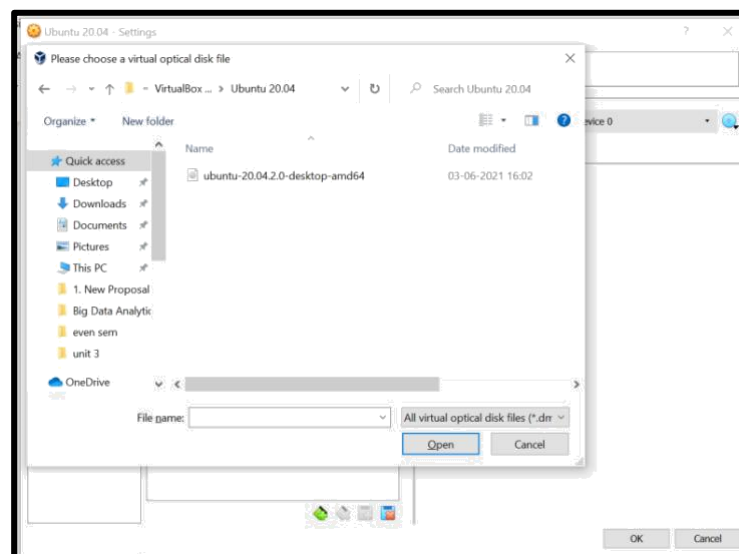 Ubuntu 20.04 - Settings
Please choose a virtual optical disk file
VirtualBox ... > Ubuntu 20.04
Search Ubuntu 20.04
Organize
New folder
evice 0
Name
Date modified
Quick access
ubuntu-20.04.2.0-desktop-amd64
03-06-2021 16:02
Desktop
Downloads
Documents
Pictures
This PC
1. New Proposal
Big Data Analytic
even sem
unit 3
OneDrive
File name:
All virtual optical disk files (*.dm
Open
Cancel
OK
Cancel